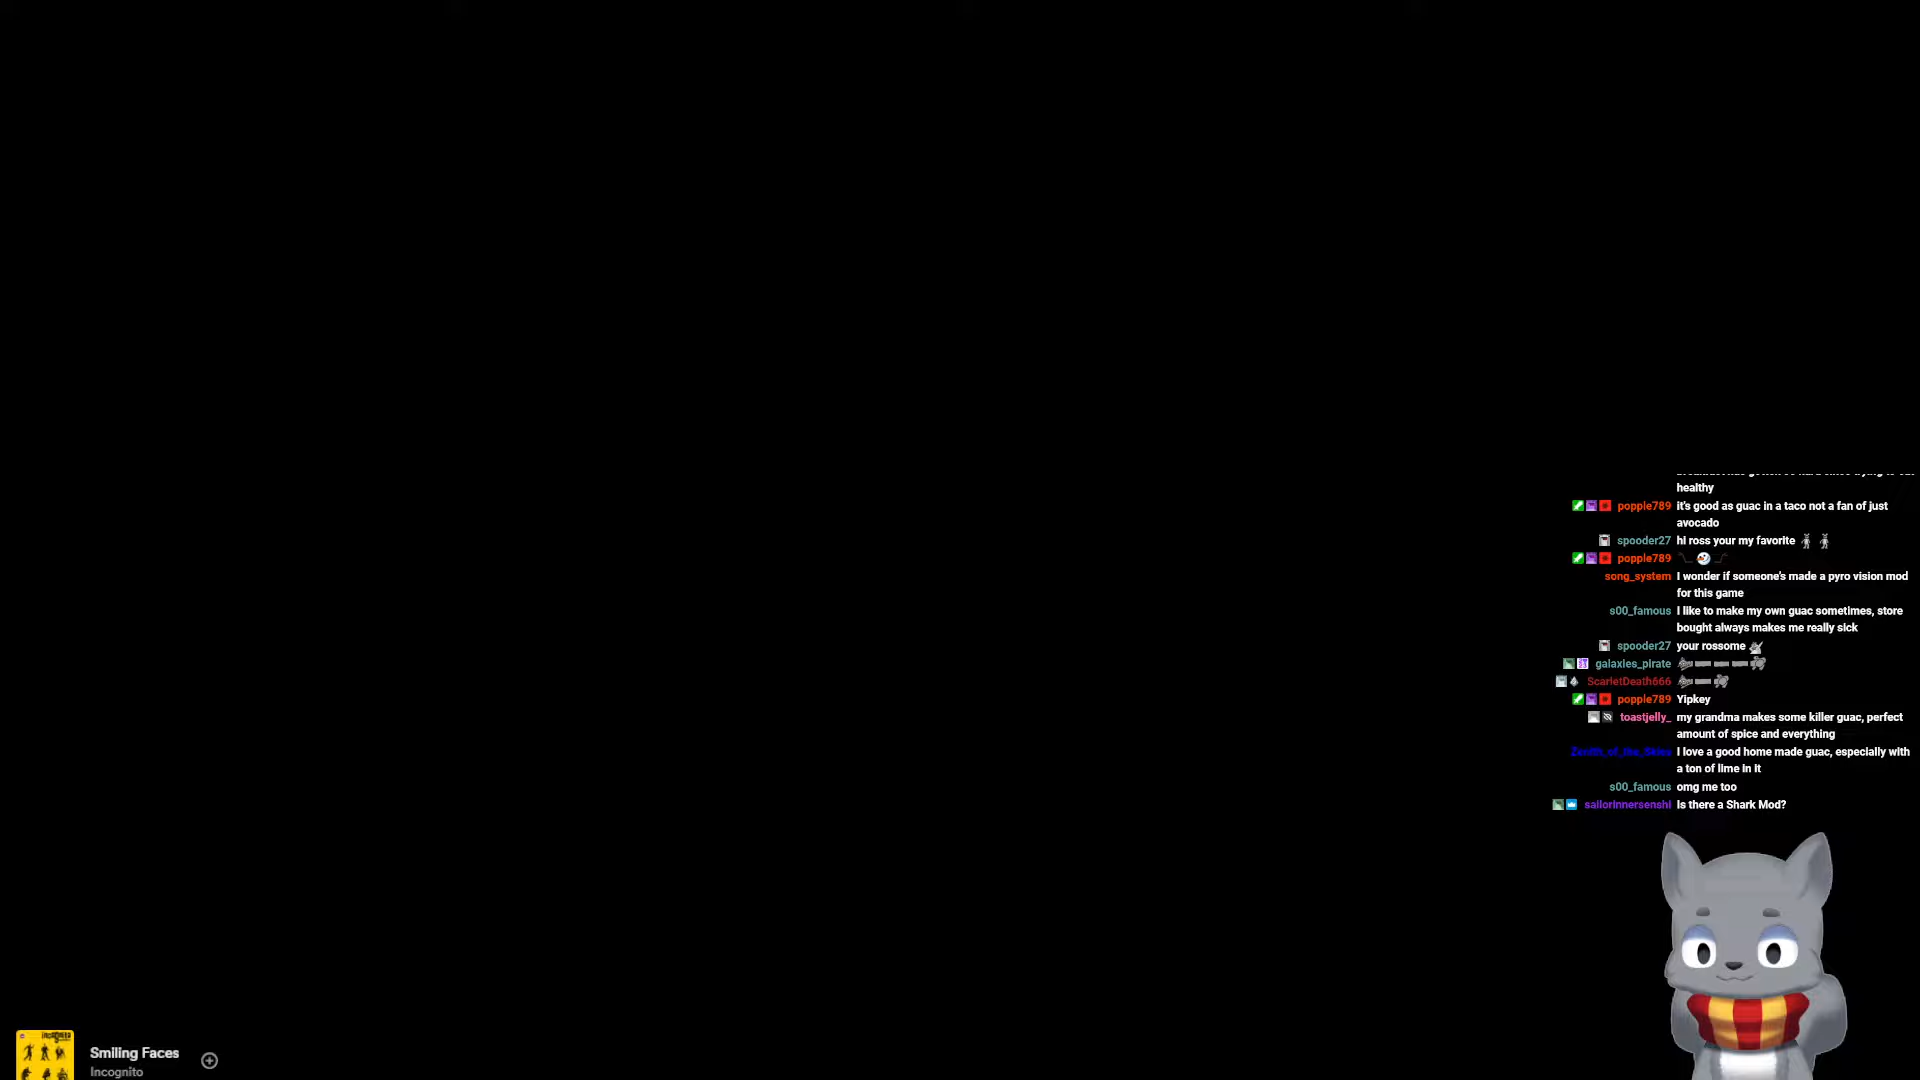 healthy
popple789 it's good as guac in a taco not a fan of just
avocado
spooder27 hi ross your my favorite
popple789
song_system I wonder if someone's made a pyro vision mod
for this game
s00_famous I like to make my own guac sometimes, store
bought always makes me really sick
spooder27 your rossome
galaxies_pirate
ScarletDeath666
popple789 Yipkey
toastjelly_ my grandma makes some killer guac, perfect
amount of spice and everything
Zenith_of_the_Skies I love a good home made guac, especially with
a ton of lime in it
s00_famous omg me too
sailorinnersenshi Is there a Shark Mod?
Smiling Faces
Incognito